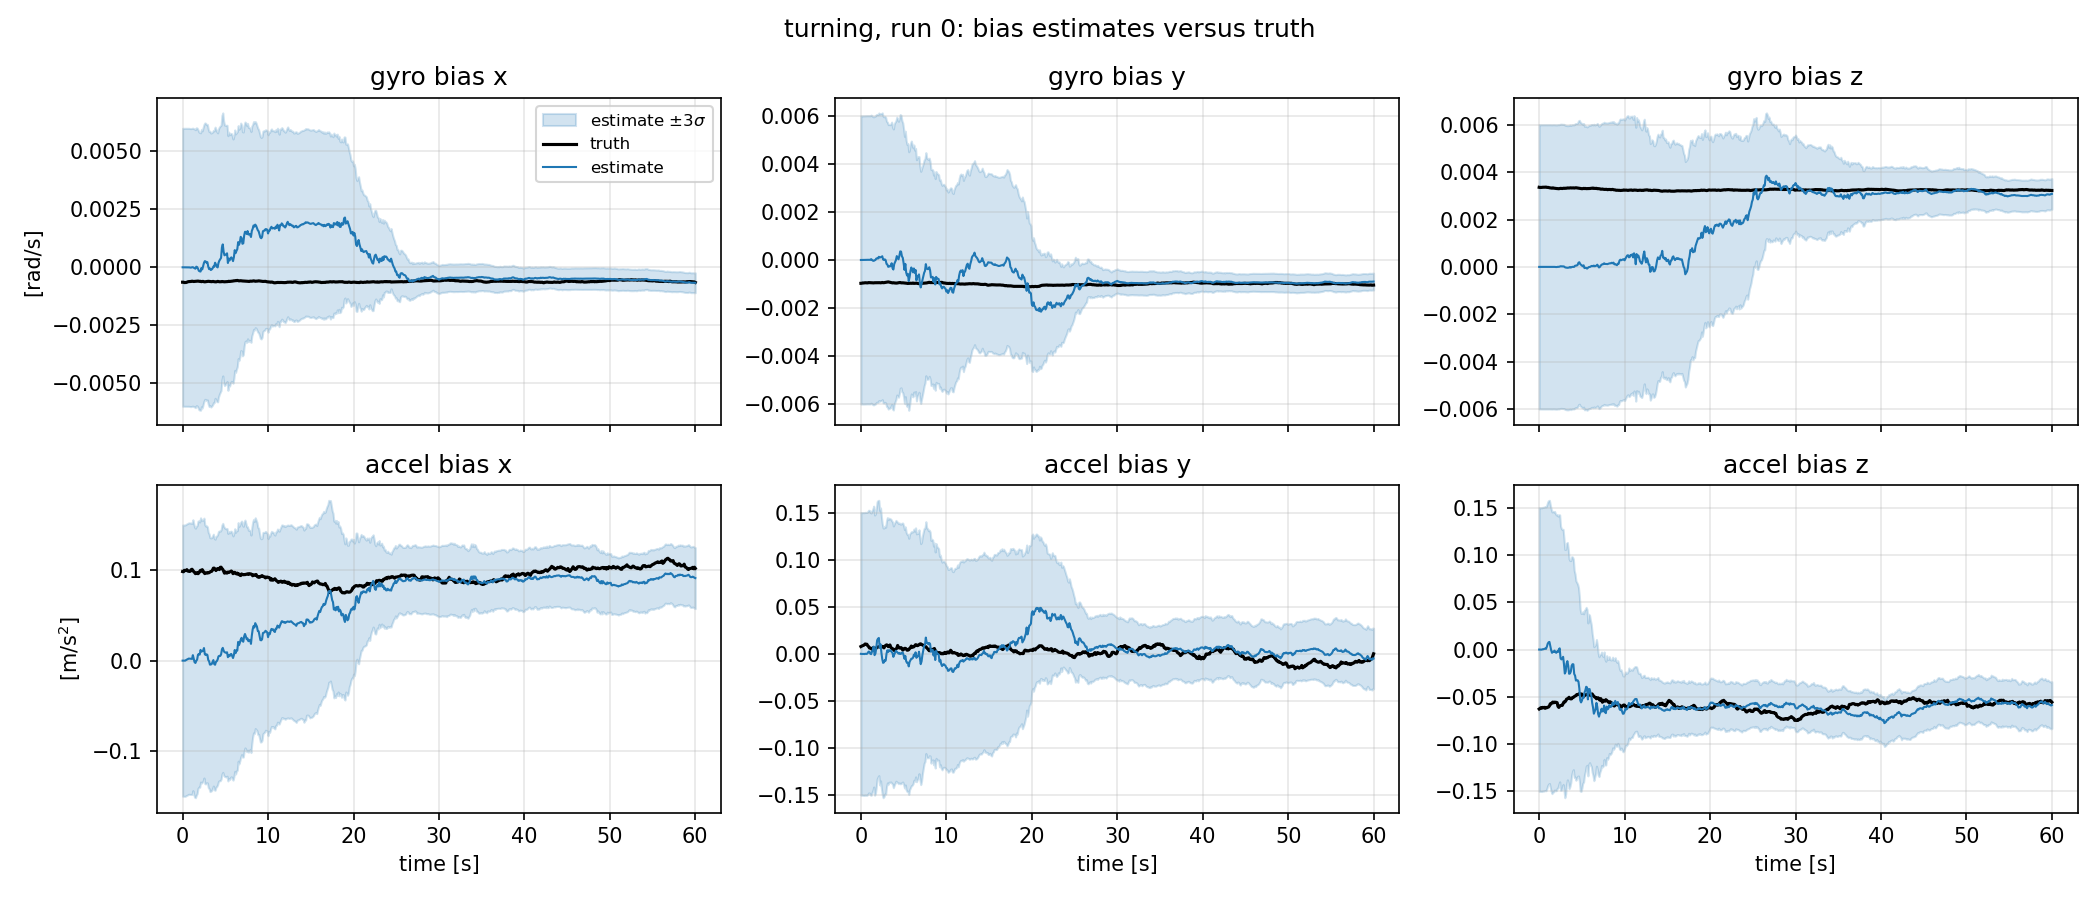 turning, run 0: bias estimates versus truth
gyro bias x
gyro bias y
gyro bias z
[rad/s]
0.0050
0.0025
0.0000
−0.0025
−0.0050
estimate ±3σ
truth
estimate
0.006
0.004
0.002
0.000
−0.002
−0.004
−0.006
0.006
0.004
0.002
0.000
−0.002
−0.004
−0.006
accel bias x
accel bias y
accel bias z
[m/s²]
0.1
0.0
−0.1
0 10 20 30 40 50 60
time [s]
0.15
0.10
0.05
0.00
−0.05
−0.10
−0.15
0 10 20 30 40 50 60
time [s]
0.15
0.10
0.05
0.00
−0.05
−0.10
−0.15
0 10 20 30 40 50 60
time [s]